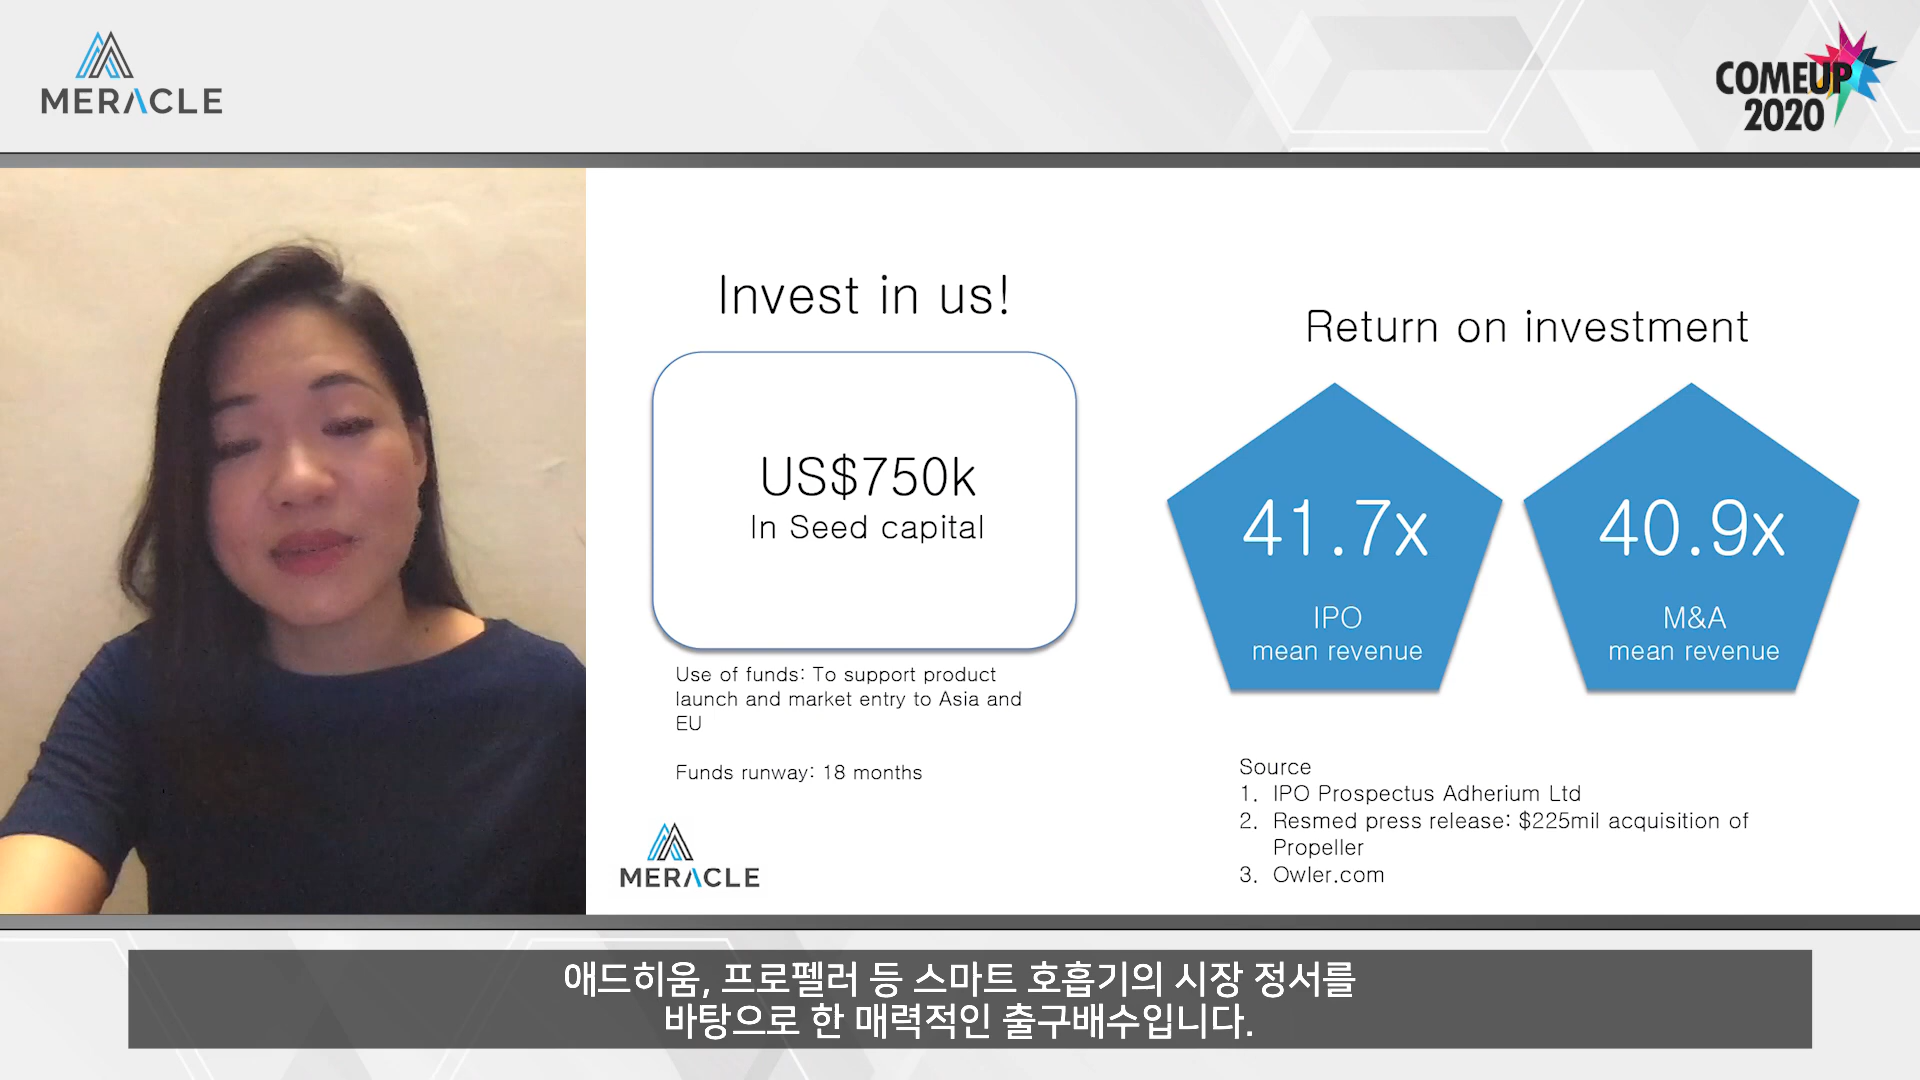 MERACLE
COMEUP
2020
Invest in us!
US$750k
In Seed capital
Use of funds: To support product
launch and market entry to Asia and
EU
Funds runway: 18 months
MERACLE
Return on investment
41.7x
IPO
mean revenue
40.9x
M&A
mean revenue
Source
1. IPO Prospectus Adherium Ltd
2. Resmed press release: $225mil acquisition of
Propeller
3. Owler.com
애드히움, 프로펠러 등 스마트 호흡기의 시장 정서를
바탕으로 한 매력적인 출구배수입니다.